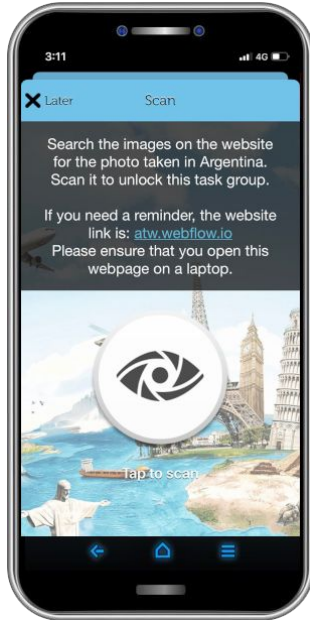 3:11
4G
Later
Scan
Search the images on the website
for the photo taken in Argentina.
Scan it to unlock this task group.
If you need a reminder, the website
link is: atw.webflow.io
Please ensure that you open this
webpage on a laptop.
Tap to scan